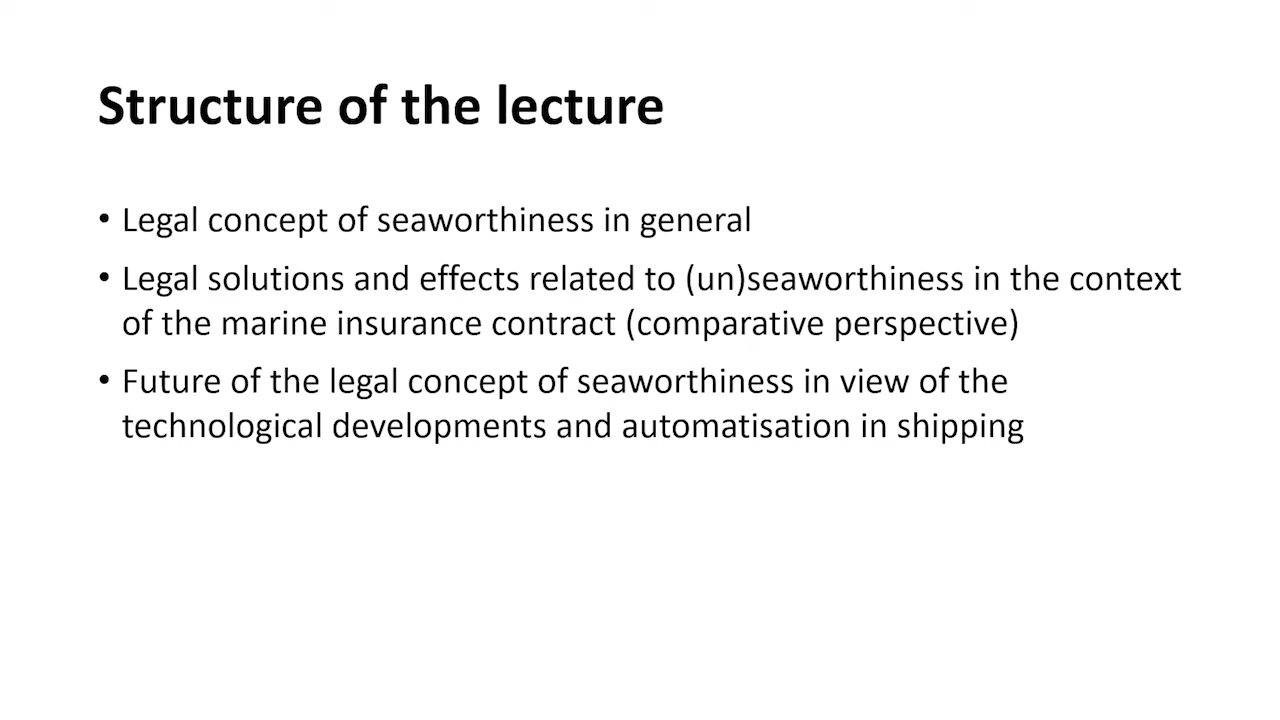 Structure of the lecture
• Legal concept of seaworthiness in general
• Legal solutions and effects related to (un)seaworthiness in the context
of the marine insurance contract (comparative perspective)
• Future of the legal concept of seaworthiness in view of the
technological developments and automatisation in shipping